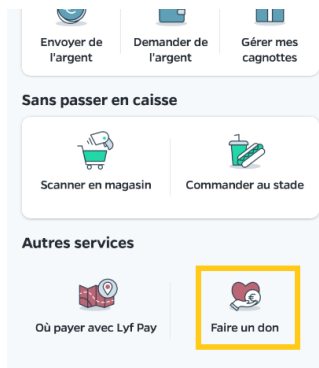 Envoyer de Demander de Gérer mes
l'argent l'argent cagnottes
Sans passer en caisse
Scanner en magasin Commander au stade
Autres services
Où payer avec Lyf Pay Faire un don